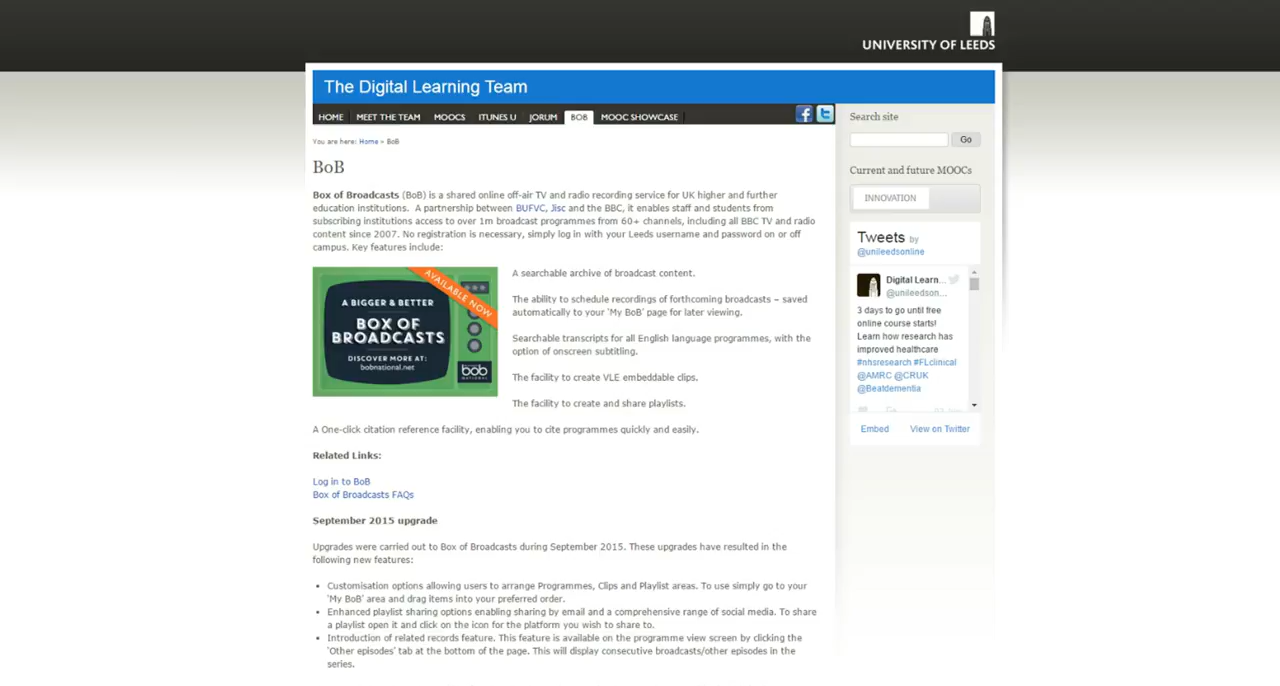 UNIVERSITY OF LEEDS
The Digital Learning Team
HOME MEET THE TEAM MOOCS ITUNES U JORUM BOB MOOC SHOWCASE
You are here: Home > BoB
BoB
Box of Broadcasts (BoB) is a shared online off-air TV and radio recording service for UK higher and further
education institutions. A partnership between BUFVC, Jisc and the BBC, it enables staff and students from
subscribing institutions access to over 1m broadcast programmes from 60+ channels, including all BBC TV and radio
content since 2007. No registration is necessary, simply log in with your Leeds username and password on or off
campus. Key features include:
AVAILABLE NOW
A BIGGER & BETTER
BOX OF
BROADCASTS
DISCOVER MORE AT:
bobnational.net
bob
NATIONAL
A searchable archive of broadcast content.
The ability to schedule recordings of forthcoming broadcasts – saved
automatically to your 'My BoB' page for later viewing.
Searchable transcripts for all English language programmes, with the
option of onscreen subtitling.
The facility to create VLE embeddable clips.
The facility to create and share playlists.
A One-click citation reference facility, enabling you to cite programmes quickly and easily.
Related Links:
Log in to BoB
Box of Broadcasts FAQs
September 2015 upgrade
Upgrades were carried out to Box of Broadcasts during September 2015. These upgrades have resulted in the
following new features:
• Customisation options allowing users to arrange Programmes, Clips and Playlist areas. To use simply go to your
'My BoB' area and drag items into your preferred order.
• Enhanced playlist sharing options enabling sharing by email and a comprehensive range of social media. To share
a playlist open it and click on the icon for the platform you wish to share to.
• Introduction of related records feature. This feature is available on the programme view screen by clicking the
'Other episodes' tab at the bottom of the page. This will display consecutive broadcasts/other episodes in the
series.
Search site
Go
Current and future MOOCs
INNOVATION
Tweets by
@unileedsonline
Digital Learn...
@unileedson...
3 days to go until free
online course starts!
Learn how research has
improved healthcare
#nhsresearch #FLclinical
@AMRC @CRUK
@Beatdementia
Embed View on Twitter